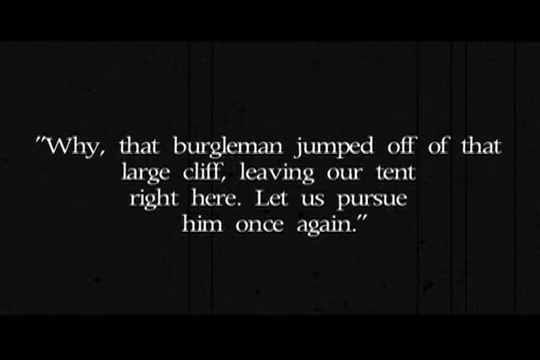 "Why, that burgleman jumped off of that
large cliff, leaving our tent
right here. Let us pursue
him once again."